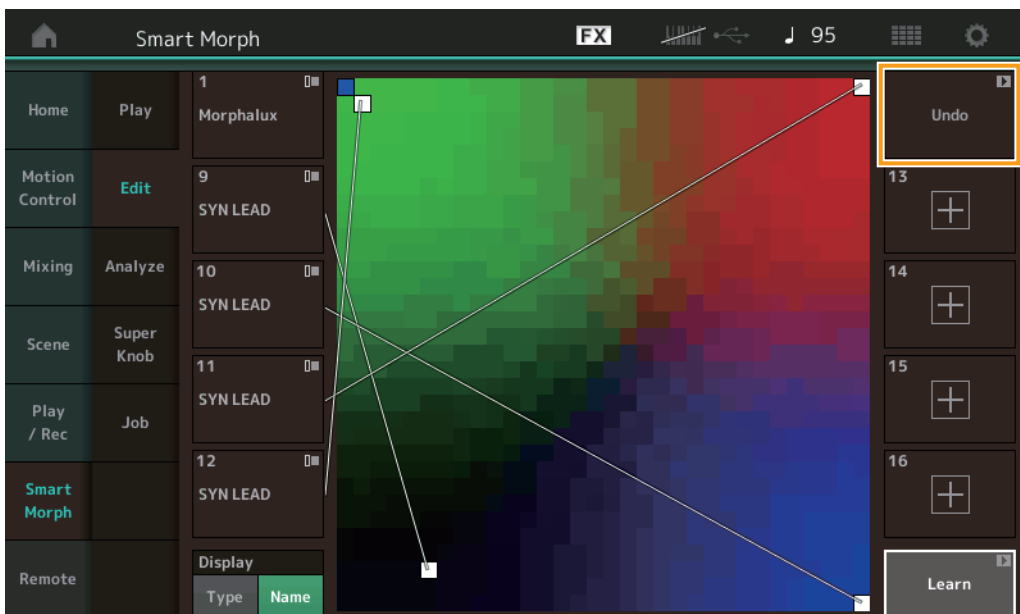 Smart Morph
FX
95
Home
Motion
Control
Mixing
Scene
Play
/ Rec
Smart
Morph
Remote
Play
Edit
Analyze
Super
Knob
Job
1
Morphalux
9
SYN LEAD
10
SYN LEAD
11
SYN LEAD
12
SYN LEAD
Display
Type Name
Undo
13
14
15
16
Learn